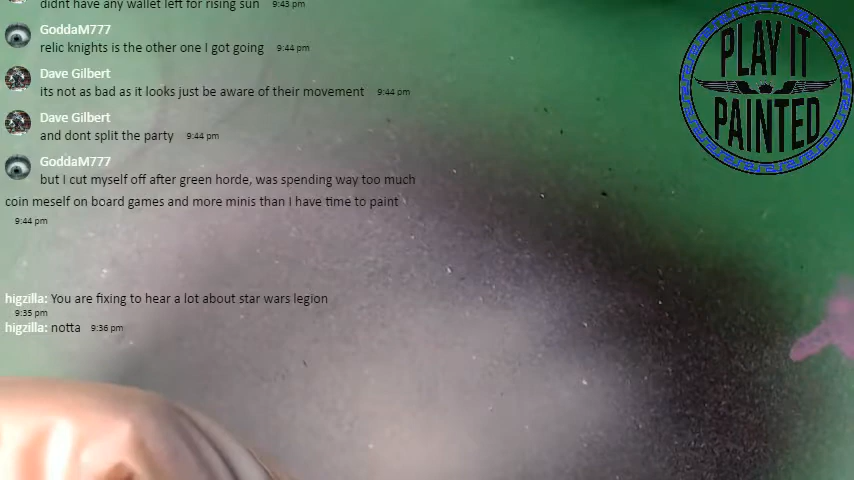 didnt have any wallet left for rising sun 9:43 pm
GoddaM777
relic knights is the other one I got going 9:44 pm
Dave Gilbert
its not as bad as it looks just be aware of their movement 9:44 pm
Dave Gilbert
and dont split the party 9:44 pm
GoddaM777
but I cut myself off after green horde, was spending way too much
coin meself on board games and more minis than I have time to paint
9:44 pm
higzilla: You are fixing to hear a lot about star wars legion
9:35 pm
higzilla: notta 9:36 pm
PLAY IT
PAINTED